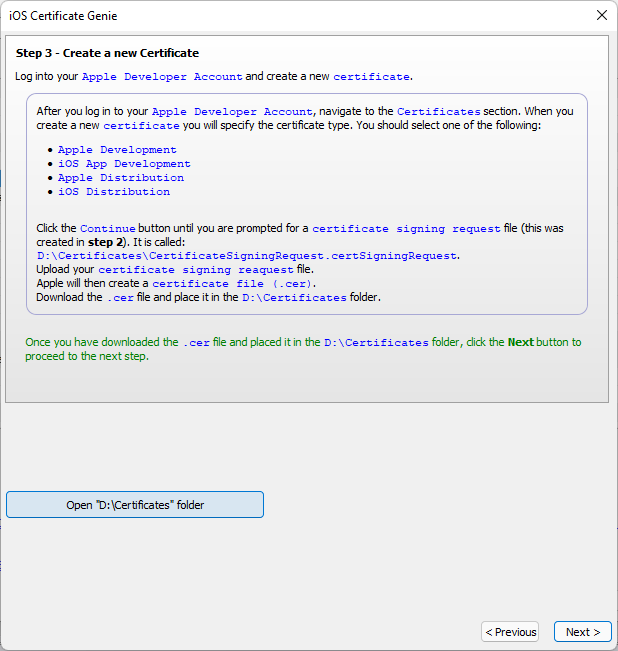 iOS Certificate Genie
Step 3 - Create a new Certificate
Log into your Apple Developer Account and create a new certificate.
After you log in to your Apple Developer Account, navigate to the Certificates section. When you
create a new certificate you will specify the certificate type. You should select one of the following:
• Apple Development
• iOS App Development
• Apple Distribution
• iOS Distribution
Click the Continue button until you are prompted for a certificate signing request file (this was
created in step 2). It is called:
D:\Certificates\CertificateSigningRequest.certSigningRequest.
Upload your certificate signing reaquest file.
Apple will then create a certificate file (.cer).
Download the .cer file and place it in the D:\Certificates folder.
Once you have downloaded the .cer file and placed it in the D:\Certificates folder, click the Next button to
proceed to the next step.
Open "D:\Certificates" folder
< Previous
Next >